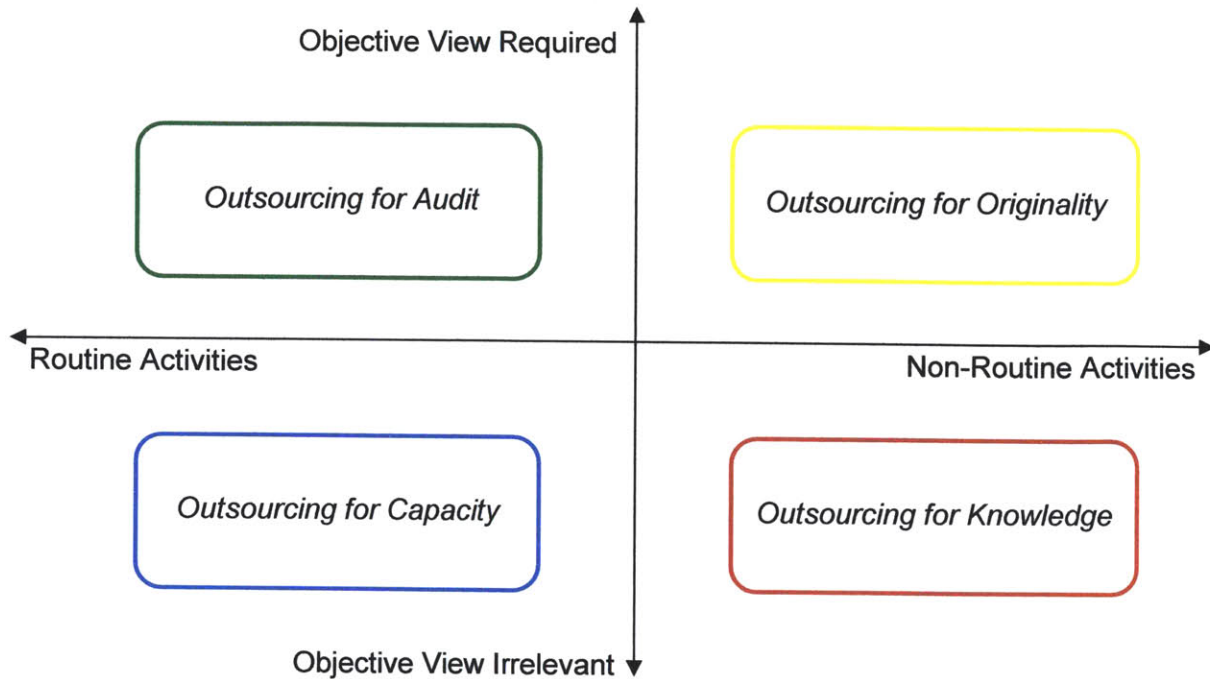 Objective View Required
Outsourcing for Audit
Outsourcing for Originality
Routine Activities
Non-Routine Activities
Outsourcing for Capacity
Outsourcing for Knowledge
Objective View Irrelevant